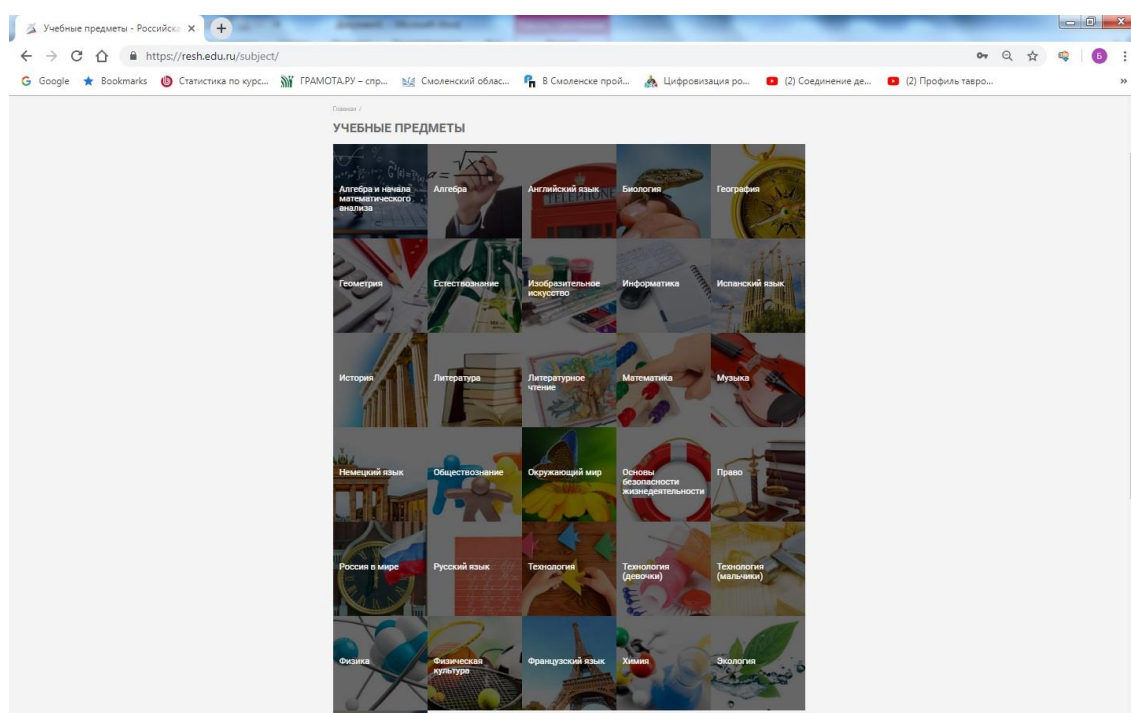 Учебные предметы - Российска
https://resh.edu.ru/subject/
Б
Google
Bookmarks
Статистика по курс...
ГРАМОТА.РУ – спр...
Смоленский облас...
В Смоленске прой...
Цифровизация ро...
(2) Соединение де...
(2) Профиль тавро...
»
Главная /
УЧЕБНЫЕ ПРЕДМЕТЫ
Алгебра и начала
математического
анализа
Алгебра
TELEPHONE
Английский язык
Биология
География
Геометрия
Естествознание
Изобразительное
искусство
Информатика
Испанский язык
История
Литература
Литературное
чтение
Математика
Музыка
Немецкий язык
Обществознание
Окружающий мир
Основы
безопасности
жизнедеятельности
Право
Россия в мире
Русский язык
Технология
Технология
(девочки)
Технология
(мальчики)
Физика
Физическая
культура
Французский язык
Химия
Экология